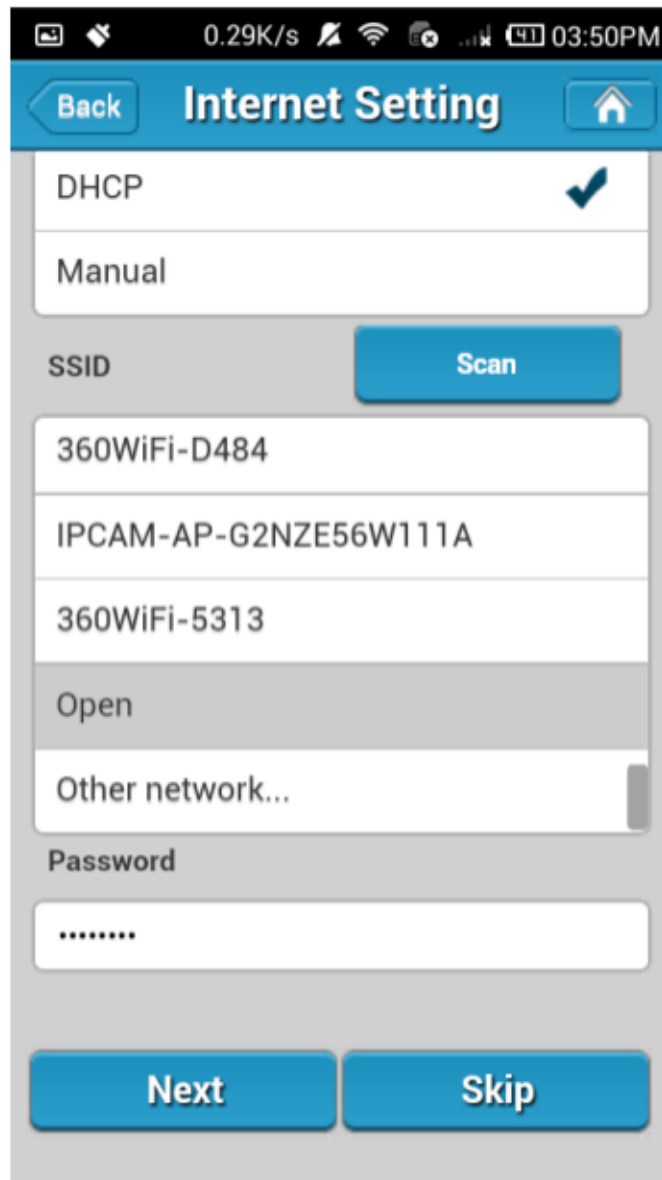 0.29K/s 41 03:50PM
Back Internet Setting
DHCP
Manual
SSID Scan
360WiFi-D484
IPCAM-AP-G2NZE56W111A
360WiFi-5313
Open
Other network...
Password
••••••••
Next Skip